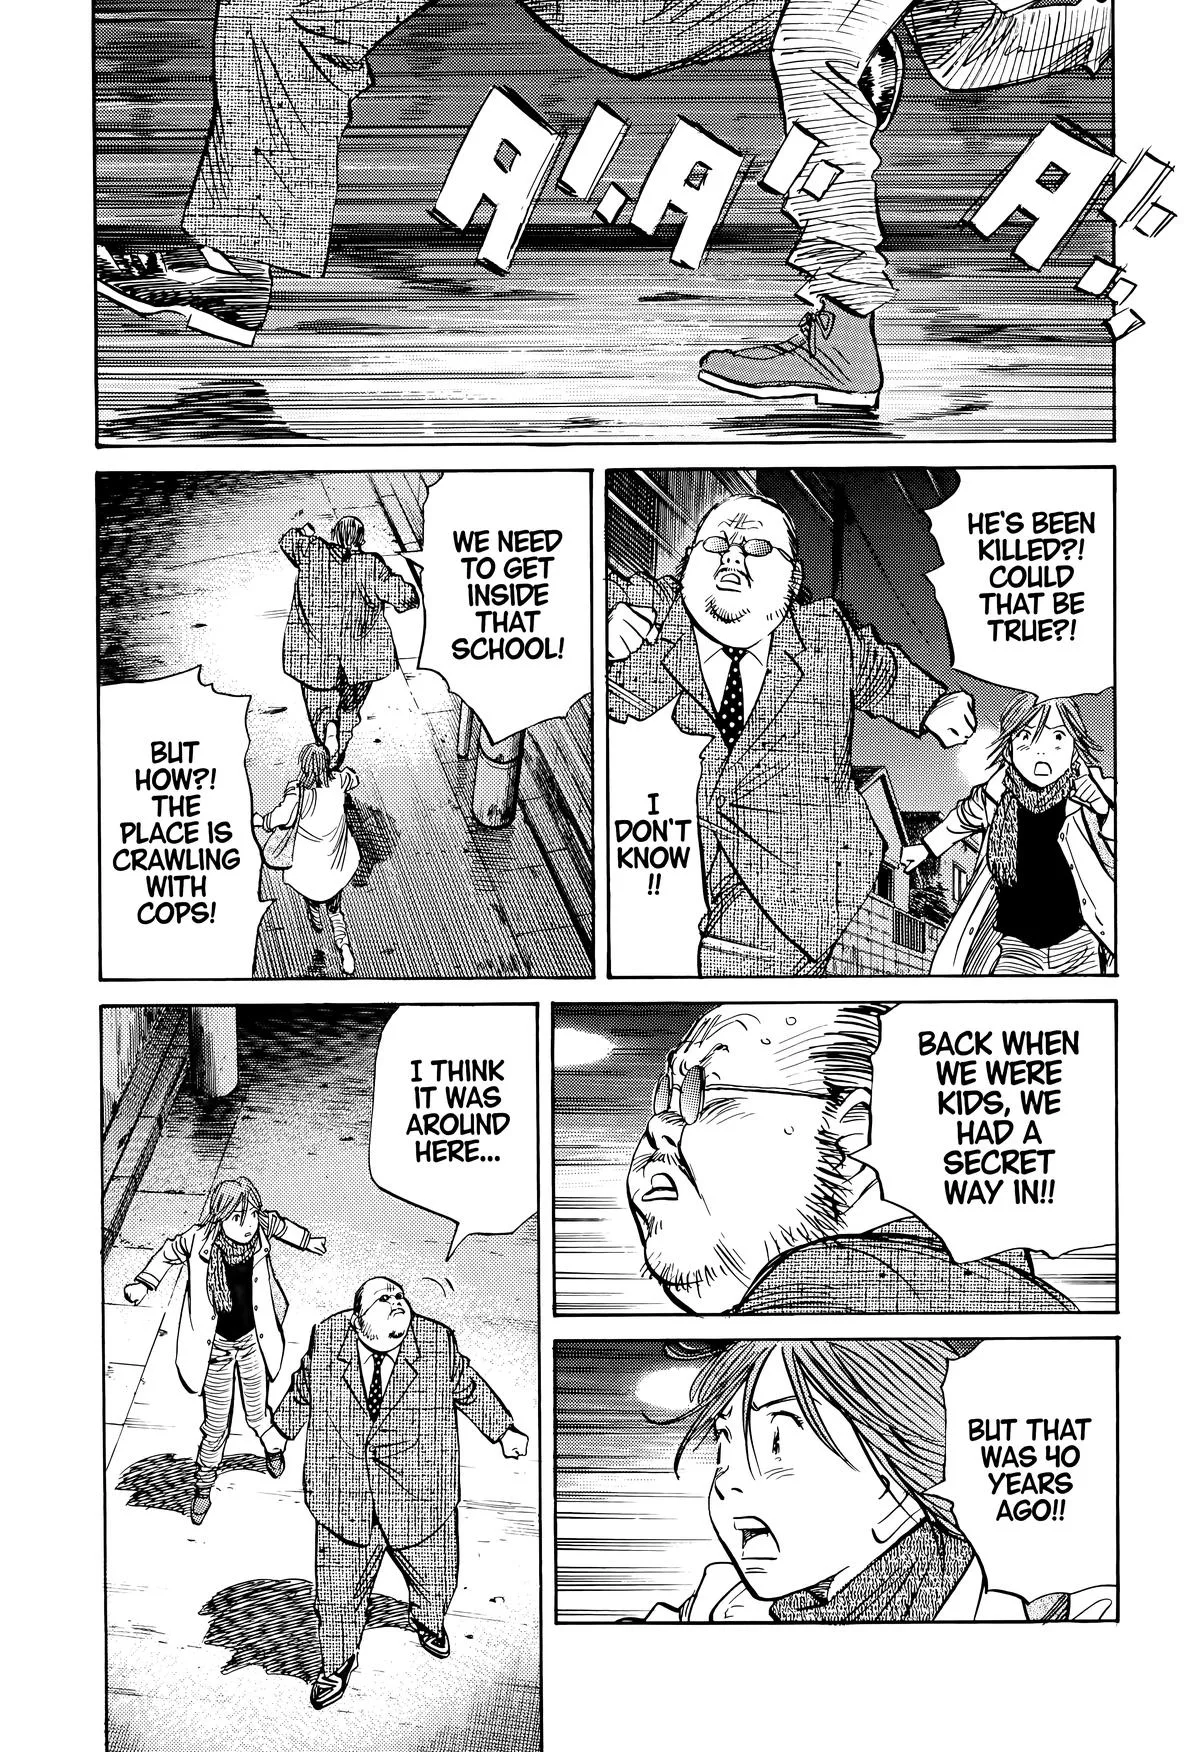 HE'S BEEN
KILLED?!
COULD
THAT BE
TRUE?!
I
DON'T
KNOW
!!
WE NEED
TO GET
INSIDE
THAT
SCHOOL!
BUT
HOW?!
THE
PLACE IS
CRAWLING
WITH
COPS!
BACK WHEN
WE WERE
KIDS, WE
HAD A
SECRET
WAY IN!!
BUT THAT
WAS 40
YEARS
AGO!!
I THINK
IT WAS
AROUND
HERE...